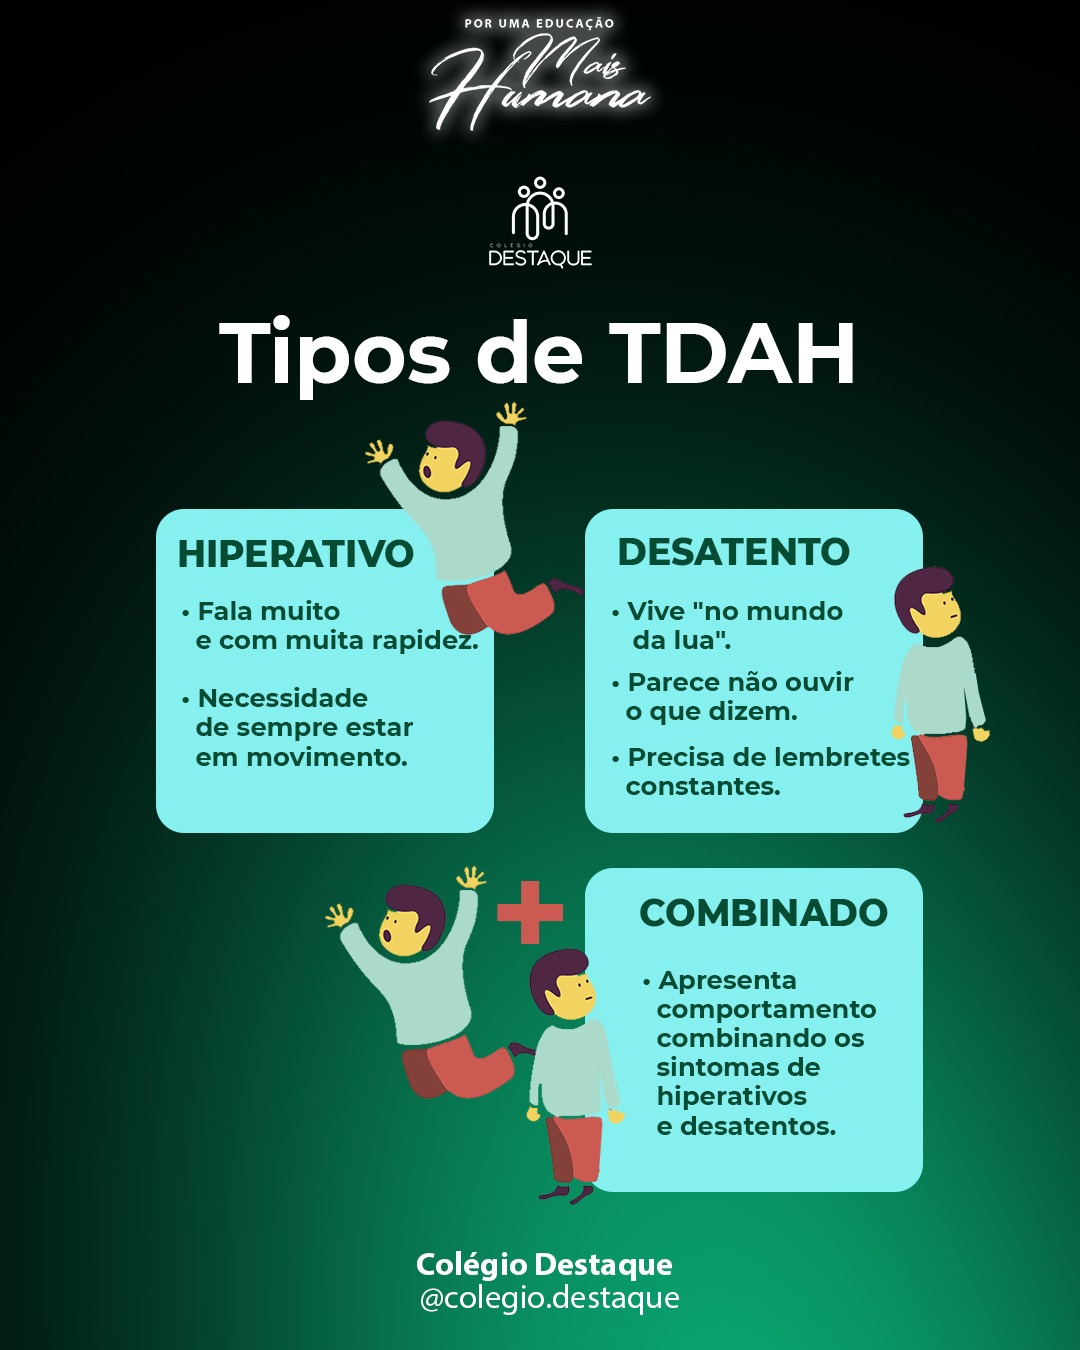 POR UMA EDUCAÇÃO
Mais
Humana
COLÉGIO
DESTAQUE
Tipos de TDAH
HIPERATIVO
• Fala muito
e com muita rapidez.
• Necessidade
de sempre estar
em movimento.
DESATENTO
• Vive "no mundo
da lua".
• Parece não ouvir
o que dizem.
• Precisa de lembretes
constantes.
COMBINADO
• Apresenta
comportamento
combinando os
sintomas de
hiperativos
e desatentos.
Colégio Destaque
@colegio.destaque